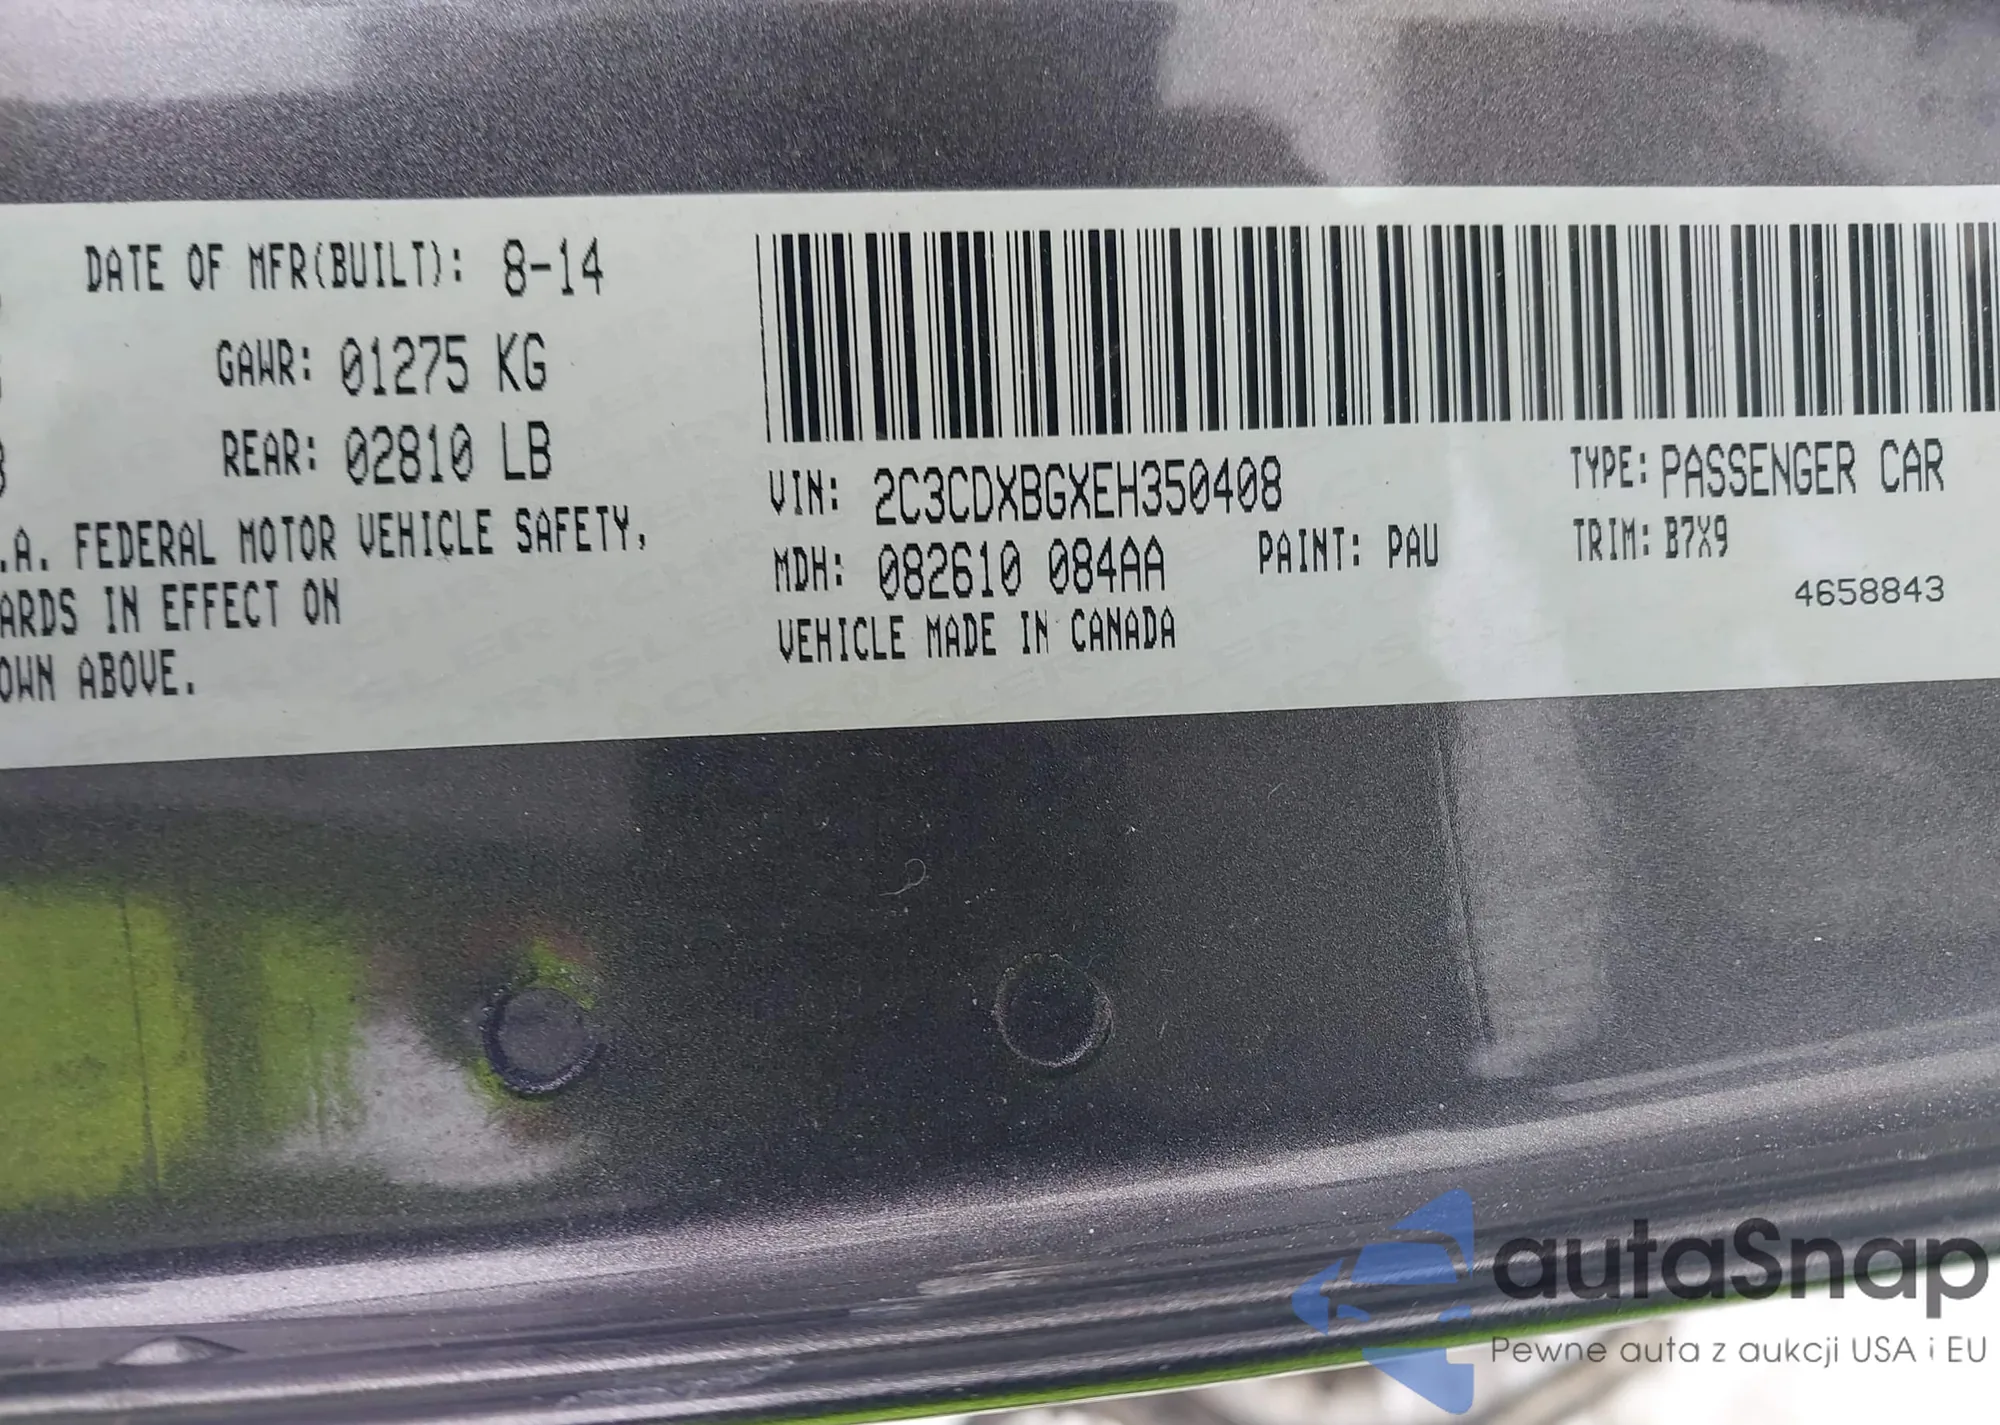 DATE OF MFR(BUILT): 8-14
GAWR: 01275 KG
REAR: 02810 LB
.A. FEDERAL MOTOR VEHICLE SAFETY,
ARDS IN EFFECT ON
OWN ABOVE.
VIN: 2C3CDXBGXEH350408
TYPE: PASSENGER CAR
MDH: 082610 084AA
PAINT: PAU
TRIM: B7X9
VEHICLE MADE IN CANADA
4658843
autaSnap
Pewne auta z aukcji USA i EU